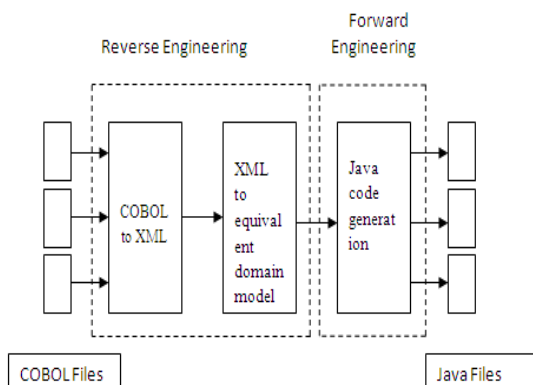 Reverse Engineering
Forward
Engineering
COBOL
to XML
XML
to
equival
ent
domain
model
Java
code
generat
ion
COBOL Files
Java Files